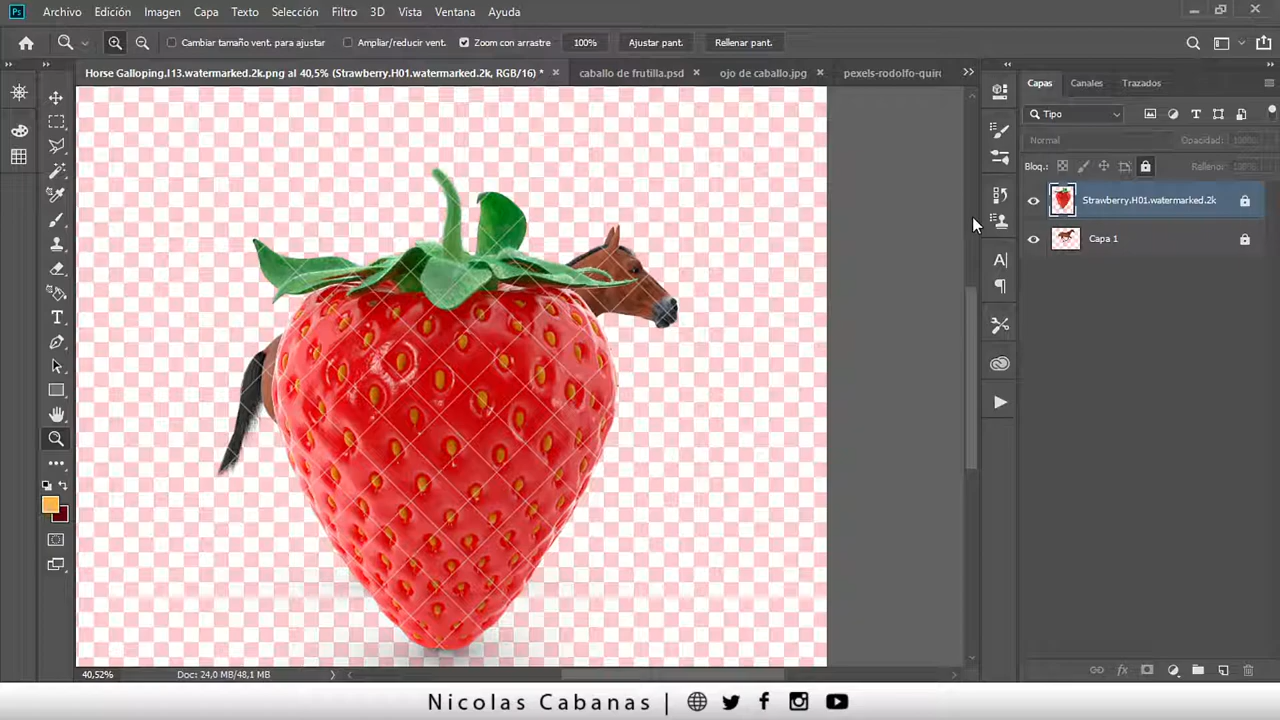 Ps Archivo Edición Imagen Capa Texto Selección Filtro 3D Vista Ventana Ayuda
Cambiar tamaño vent. para ajustar Ampliar/reducir vent. Zoom con arrastre 100% Ajustar pant. Rellenar pant.
Horse Galloping.I13.watermarked.2k.png al 40,5% (Strawberry.H01.watermarked.2k, RGB/16) * caballo de frutilla.psd ojo de caballo.jpg pexels-rodolfo-quirc
Capas Canales Trazados
Tipo
Normal Opacidad: 100%
Bloq.: Relleno: 100%
Strawberry.H01.watermarked.2k
Capa 1
40,52% Doc: 24,0 MB/48,1 MB
Nicolas Cabanas |